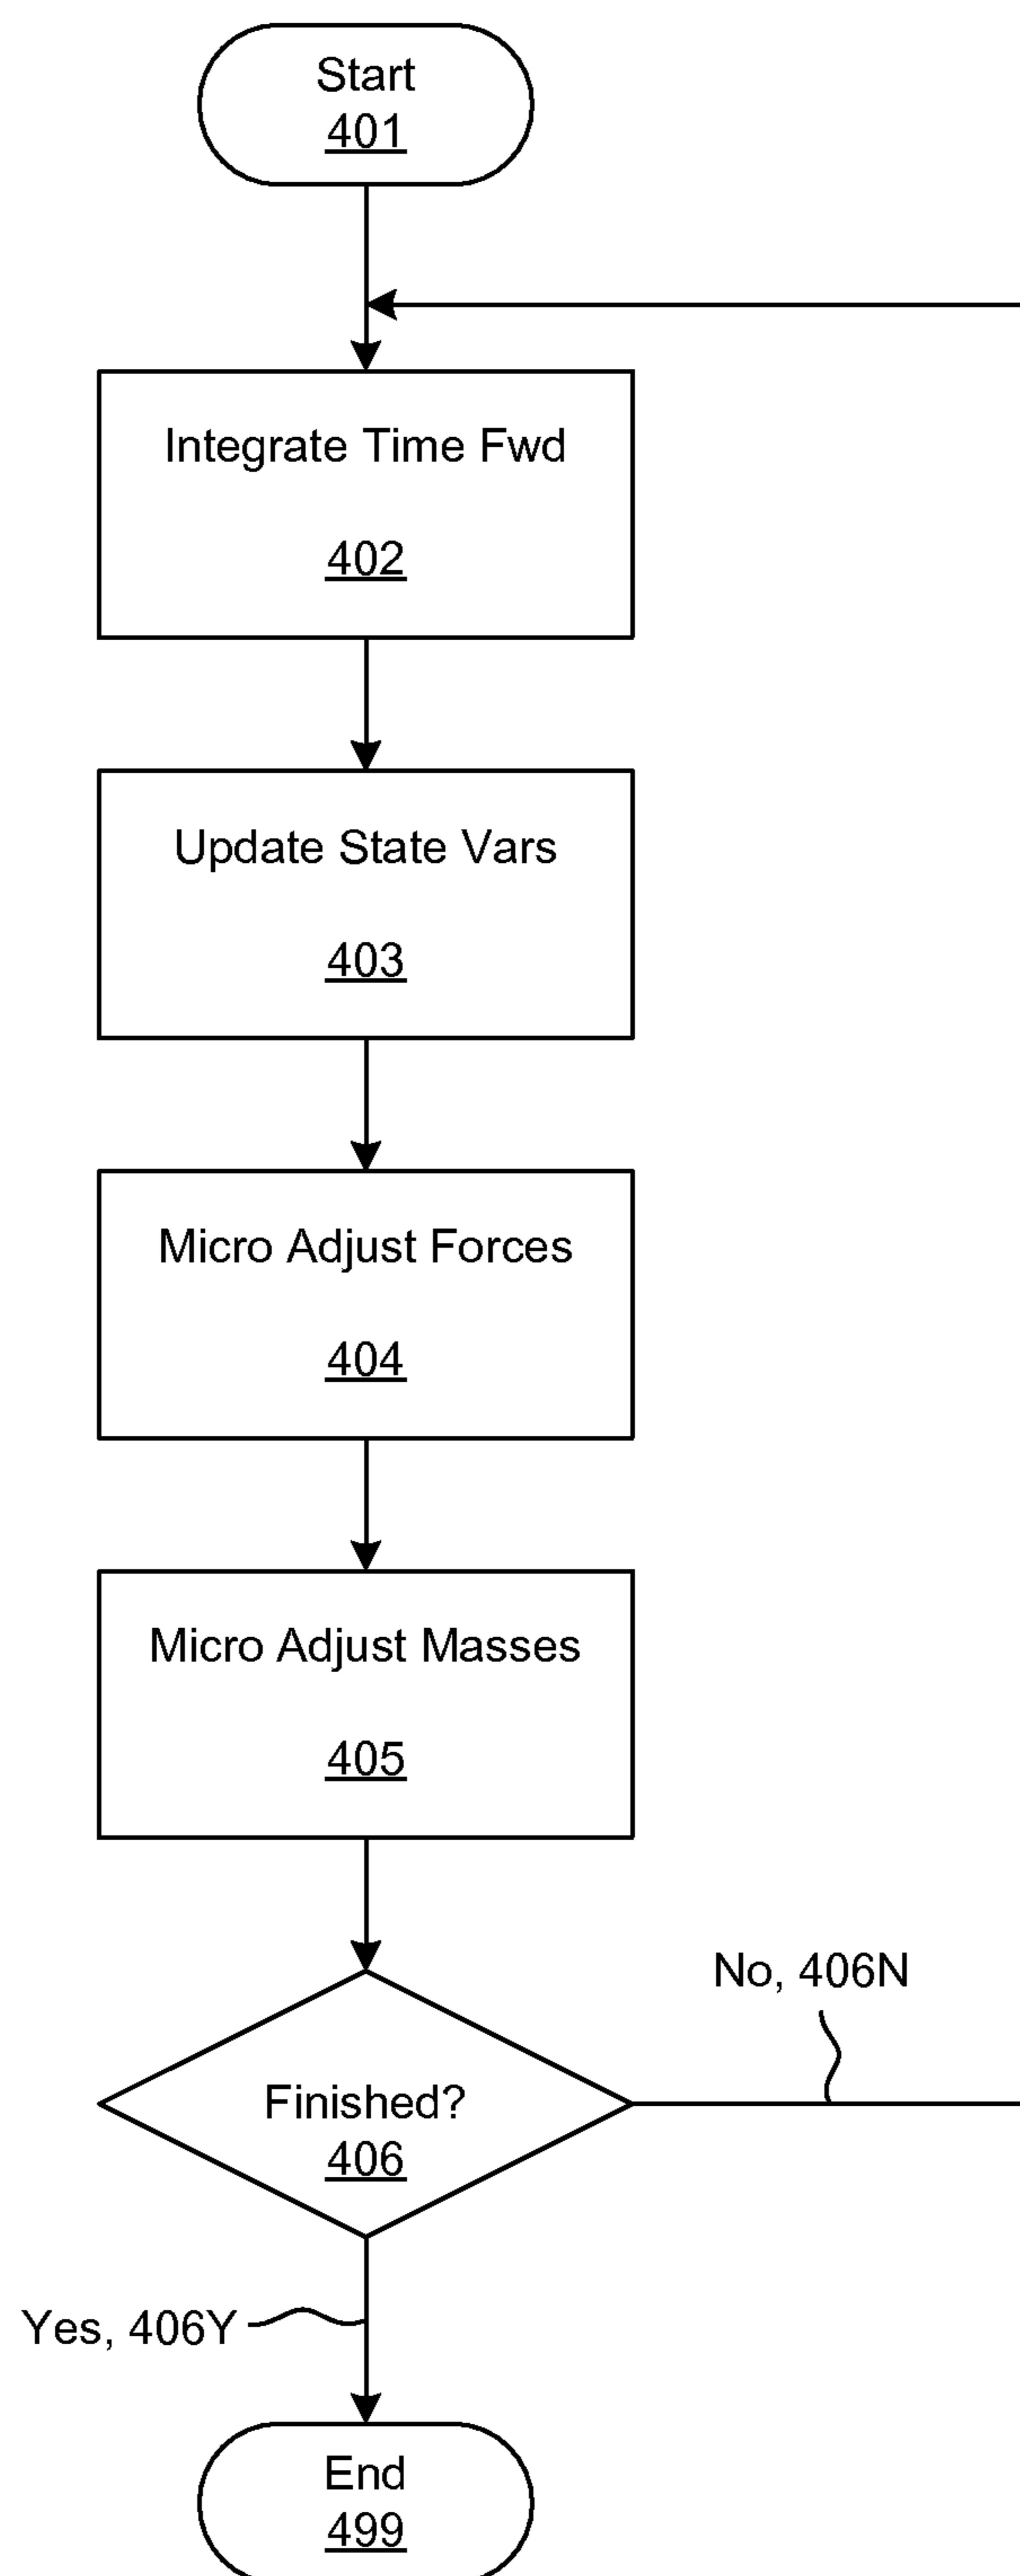 Start
401
Integrate Time Fwd
402
Update State Vars
403
Micro Adjust Forces
404
Micro Adjust Masses
405
No, 406N
Finished?
406
Yes, 406Y
End
499